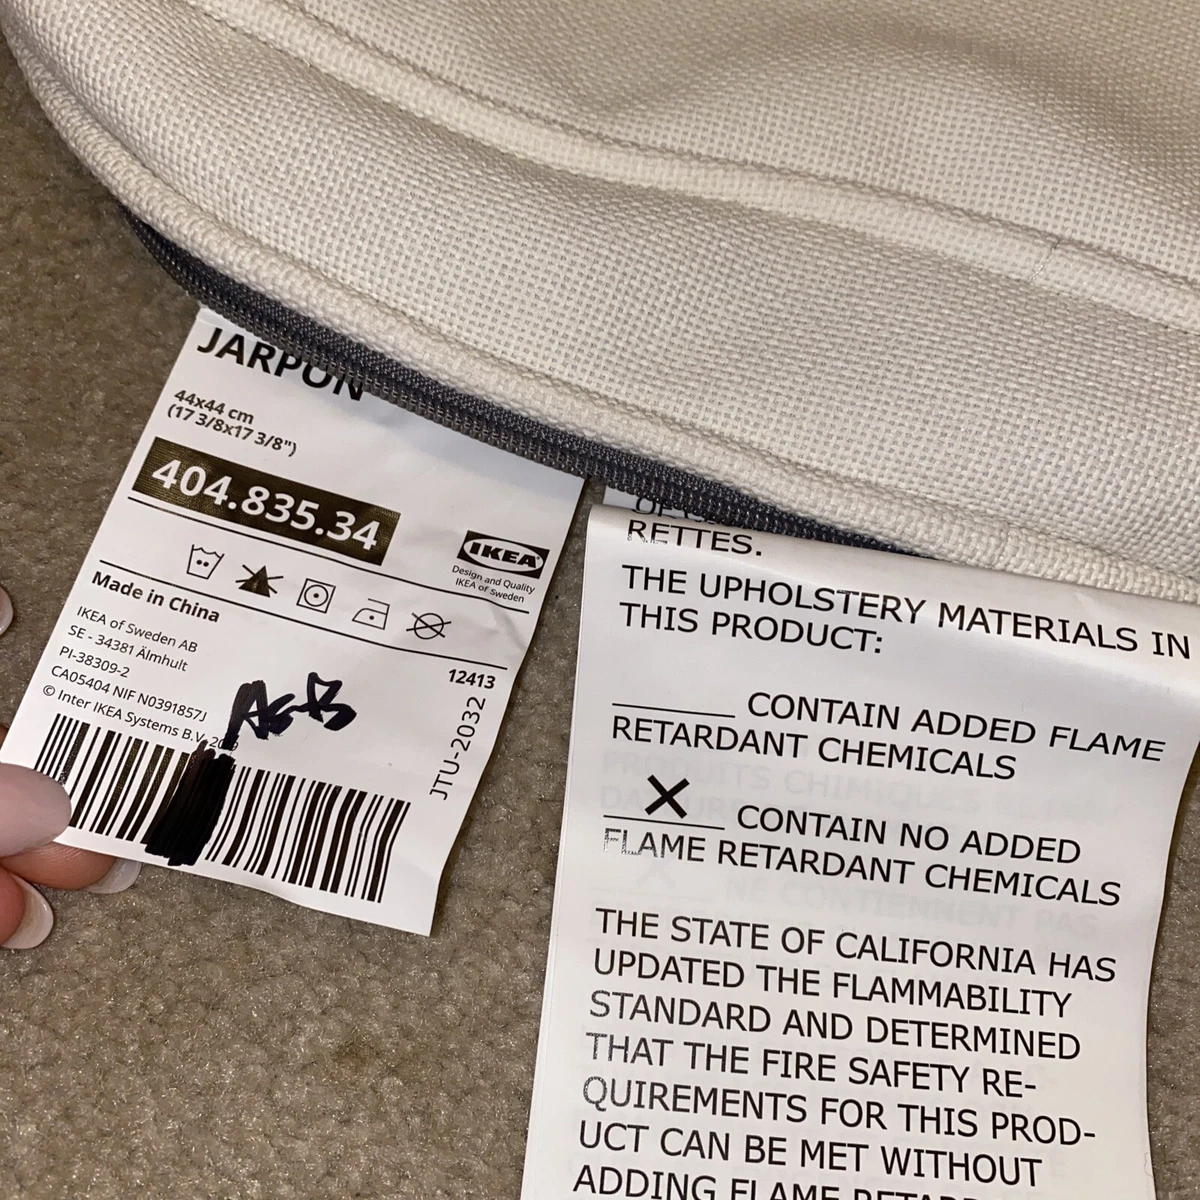 JÄRPÖN
44x44 cm
(17 3/8x17 3/8")
404.835.34
IKEA
Design and Quality
IKEA of Sweden
Made in China
IKEA of Sweden AB
SE - 34381 Älmhult
PI-38309-2
CA05404 NIF N0391857J
© Inter IKEA Systems B.V.
12413
JTU-2032
RETTES.
THE UPHOLSTERY MATERIALS IN
THIS PRODUCT:
______ CONTAIN ADDED FLAME
RETARDANT CHEMICALS
X CONTAIN NO ADDED
FLAME RETARDANT CHEMICALS
THE STATE OF CALIFORNIA HAS
UPDATED THE FLAMMABILITY
STANDARD AND DETERMINED
THAT THE FIRE SAFETY RE-
QUIREMENTS FOR THIS PROD-
UCT CAN BE MET WITHOUT
ADDING FLAME